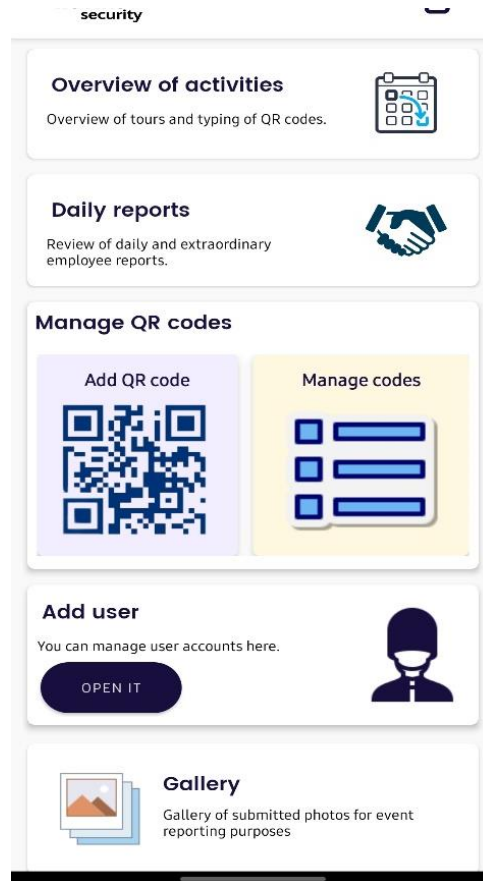 security
Overview of activities
Overview of tours and typing of QR codes.
Daily reports
Review of daily and extraordinary
employee reports.
Manage QR codes
Add QR code
Manage codes
Add user
You can manage user accounts here.
OPEN IT
Gallery
Gallery of submitted photos for event
reporting purposes